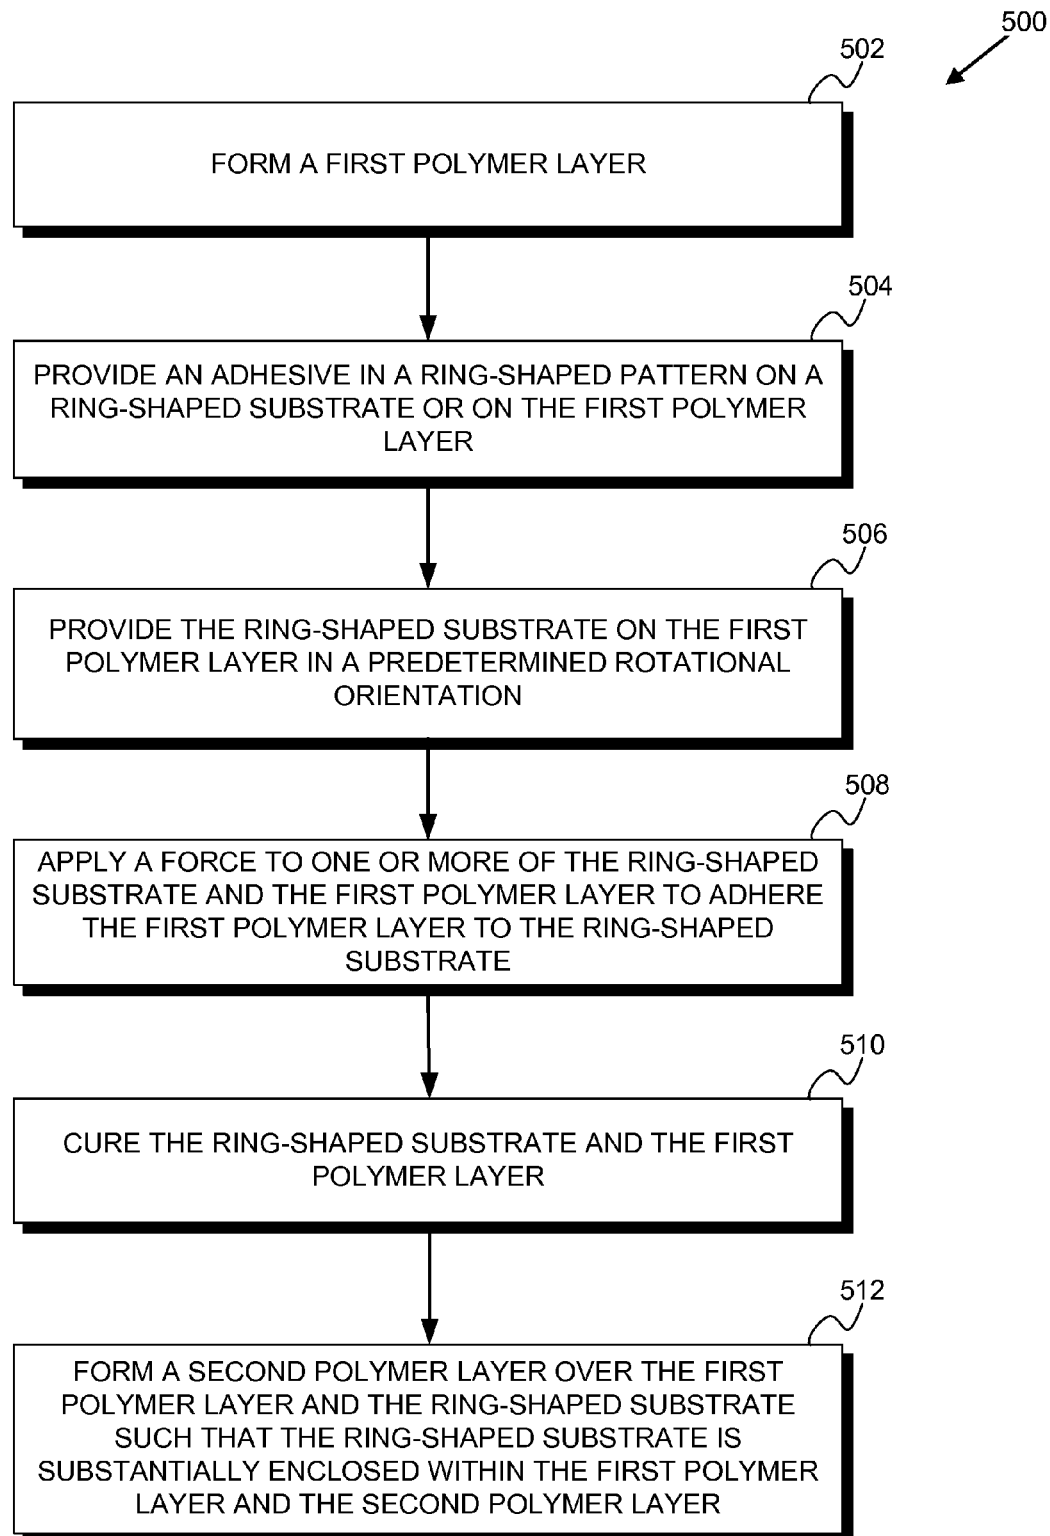 500
502
FORM A FIRST POLYMER LAYER
504
PROVIDE AN ADHESIVE IN A RING-SHAPED PATTERN ON A
RING-SHAPED SUBSTRATE OR ON THE FIRST POLYMER
LAYER
506
PROVIDE THE RING-SHAPED SUBSTRATE ON THE FIRST
POLYMER LAYER IN A PREDETERMINED ROTATIONAL
ORIENTATION
508
APPLY A FORCE TO ONE OR MORE OF THE RING-SHAPED
SUBSTRATE AND THE FIRST POLYMER LAYER TO ADHERE
THE FIRST POLYMER LAYER TO THE RING-SHAPED
SUBSTRATE
510
CURE THE RING-SHAPED SUBSTRATE AND THE FIRST
POLYMER LAYER
512
FORM A SECOND POLYMER LAYER OVER THE FIRST
POLYMER LAYER AND THE RING-SHAPED SUBSTRATE
SUCH THAT THE RING-SHAPED SUBSTRATE IS
SUBSTANTIALLY ENCLOSED WITHIN THE FIRST POLYMER
LAYER AND THE SECOND POLYMER LAYER